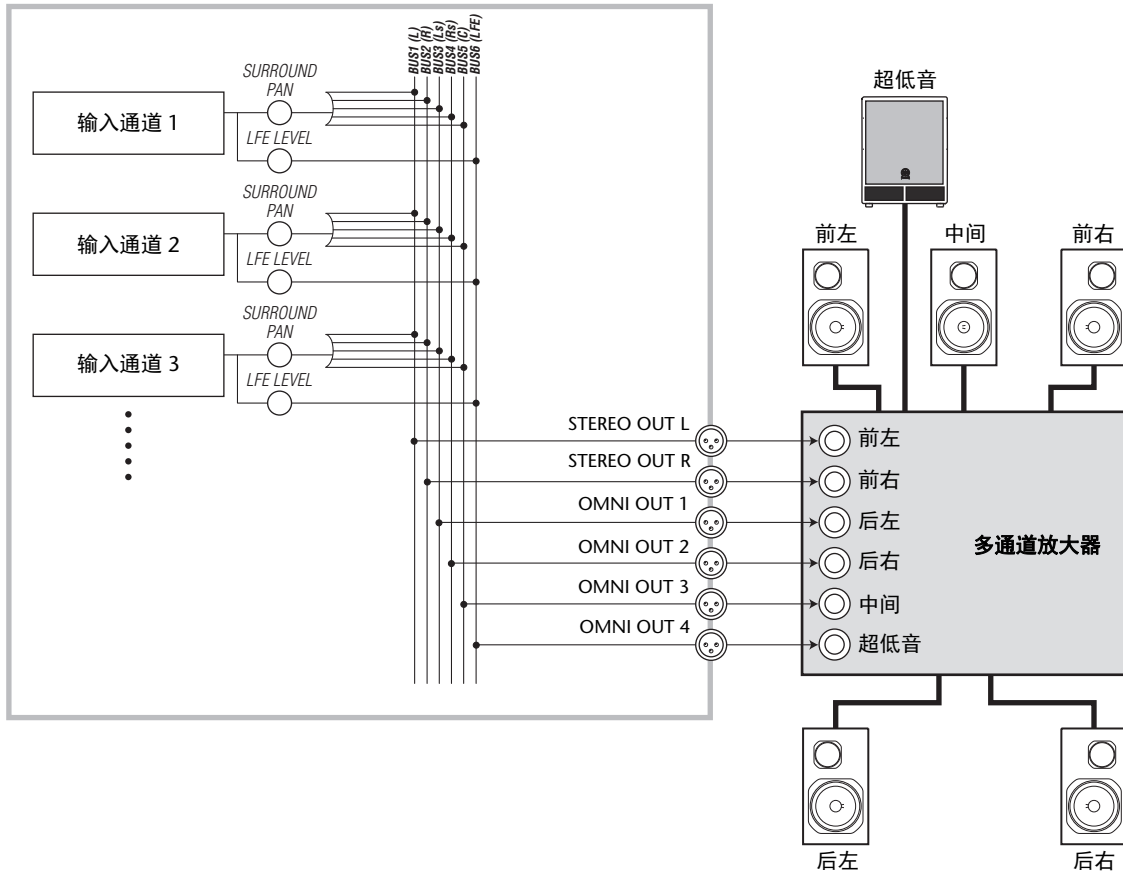 BUS1 (L)
BUS2 (R)
BUS3 (Ls)
BUS4 (Rs)
BUS5 (C)
BUS6 (LFE)
SURROUND
PAN
输入通道 1
LFE LEVEL
SURROUND
PAN
输入通道 2
LFE LEVEL
SURROUND
PAN
输入通道 3
LFE LEVEL
STEREO OUT L
STEREO OUT R
OMNI OUT 1
OMNI OUT 2
OMNI OUT 3
OMNI OUT 4
超低音
前左
中间
前右
前左
前右
后左
后右
中间
超低音
多通道放大器
后左
后右